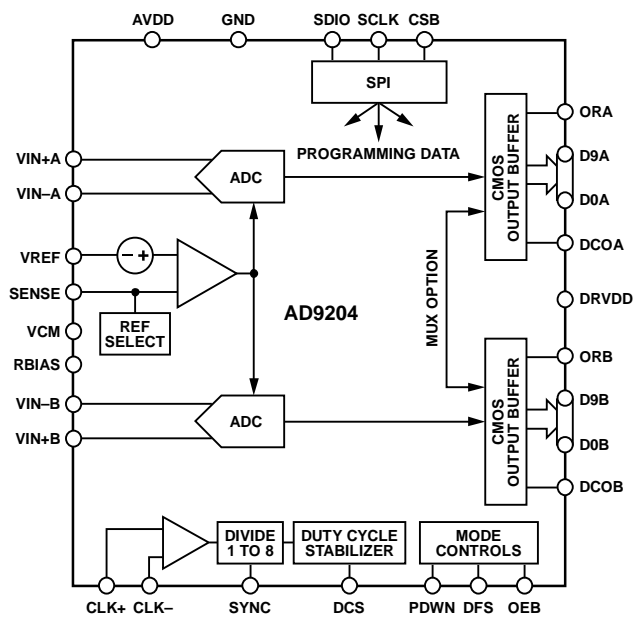 AVDD GND SDIO SCLK CSB
SPI
PROGRAMMING DATA
ORA
D9A
D0A
DCOA
CMOS
OUTPUT BUFFER
VIN+A
VIN–A
ADC
VREF
– +
SENSE
REF
SELECT
VCM
RBIAS
AD9204
MUX OPTION
DRVDD
VIN–B
VIN+B
ADC
CMOS
OUTPUT BUFFER
ORB
D9B
D0B
DCOB
DIVIDE
1 TO 8
DUTY CYCLE
STABILIZER
MODE
CONTROLS
CLK+ CLK– SYNC DCS PDWN DFS OEB